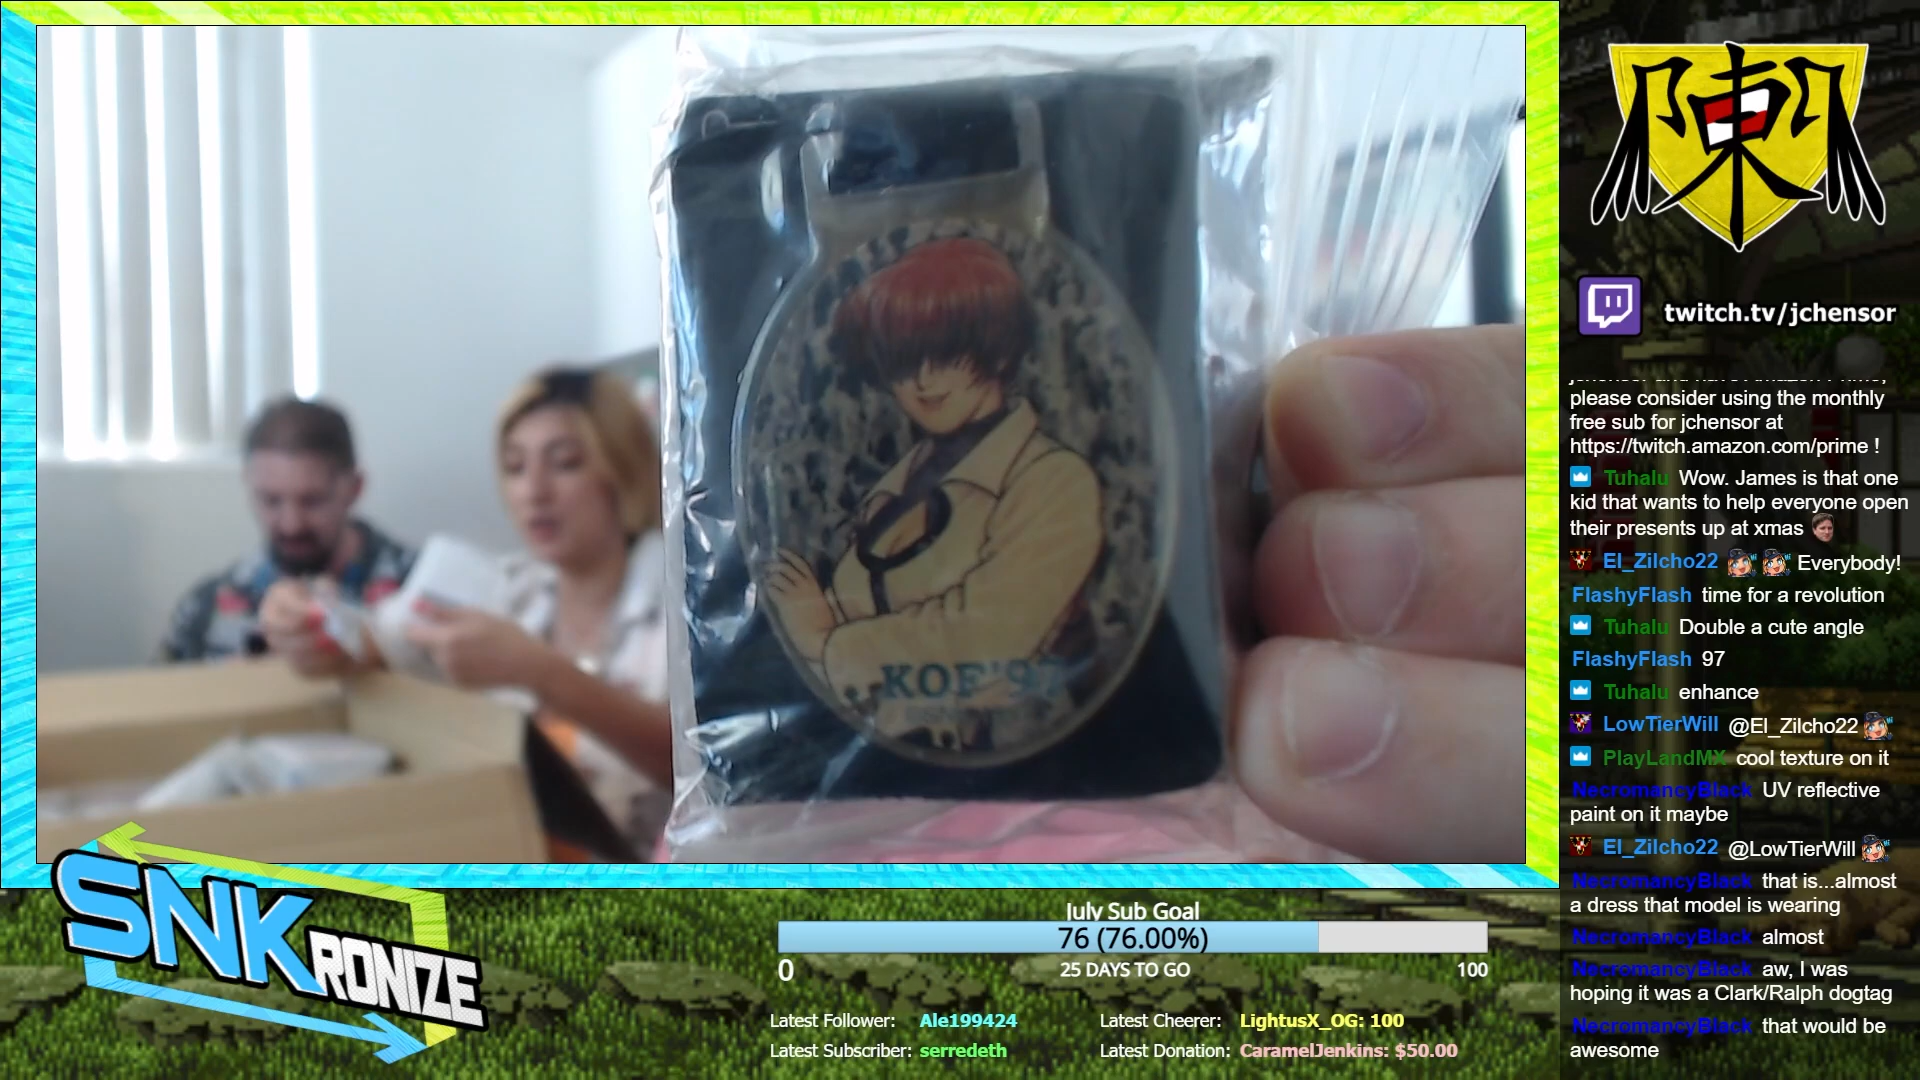 KOF'97
SNKRONIZE
July Sub Goal
76 (76.00%)
0
25 DAYS TO GO
100
Latest Follower: Ale199424
Latest Cheerer: LightusX_OG: 100
Latest Subscriber: serredeth
Latest Donation: CaramelJenkins: $50.00
陳
twitch.tv/jchensor
please consider using the monthly
free sub for jchensor at
https://twitch.amazon.com/prime !
Tuhalu Wow. James is that one
kid that wants to help everyone open
their presents up at xmas
El_Zilcho22 Everybody!
FlashyFlash time for a revolution
Tuhalu Double a cute angle
FlashyFlash 97
Tuhalu enhance
LowTierWill @El_Zilcho22
PlayLandMX cool texture on it
NecromancyBlack UV reflective
paint on it maybe
El_Zilcho22 @LowTierWill
NecromancyBlack that is...almost
a dress that model is wearing
NecromancyBlack almost
NecromancyBlack aw, I was
hoping it was a Clark/Ralph dogtag
NecromancyBlack that would be
awesome